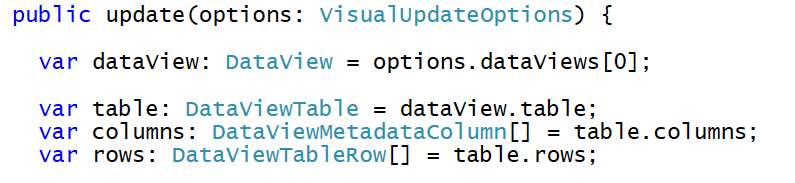 public update(options: VisualUpdateOptions) {
var dataView: DataView = options.dataViews[0];
var table: DataViewTable = dataView.table;
var columns: DataViewMetadataColumn[] = table.columns;
var rows: DataViewTableRow[] = table.rows;